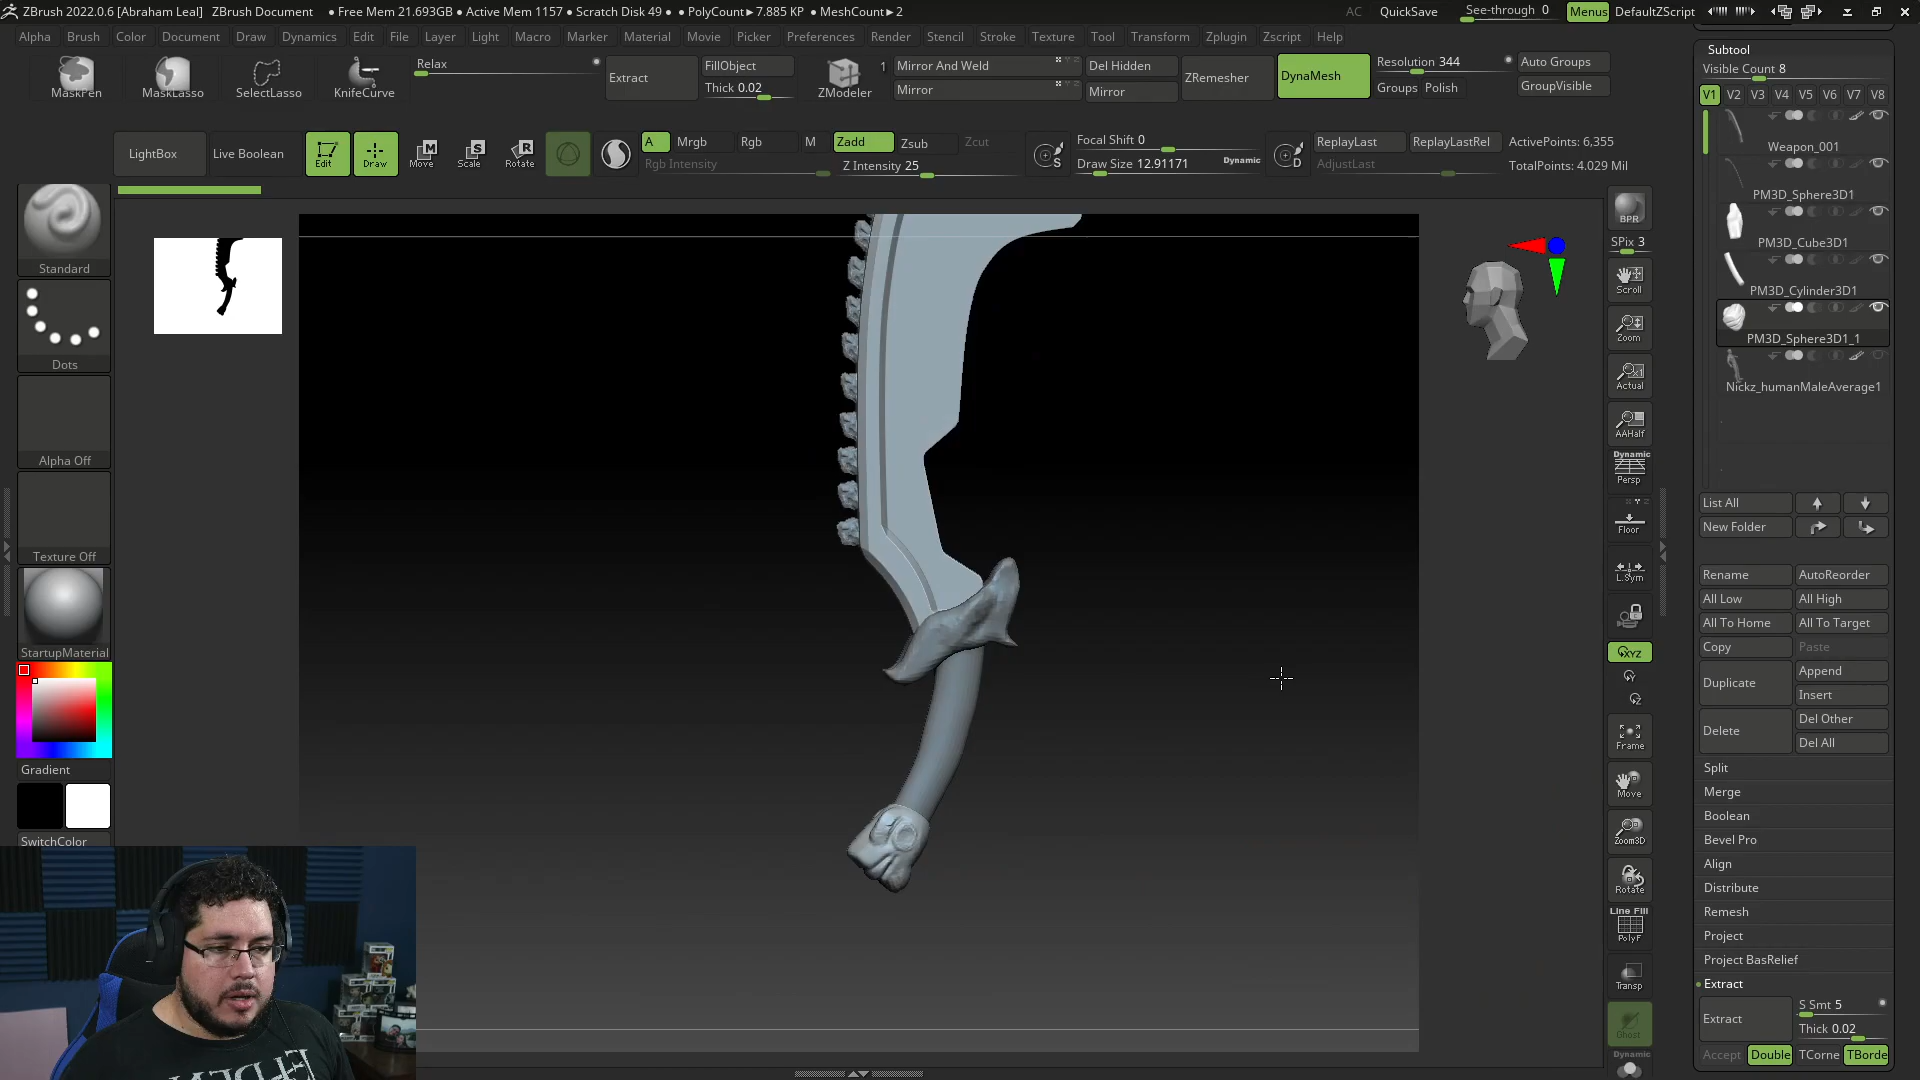 ZBrush 2022.0.6 [Abraham Leal] ZBrush Document • Free Mem 21.693GB • Active Mem 1157 • Scratch Disk 49 • PolyCount► 7.885 KP • MeshCount► 2 AC QuickSave See-through 0 Menus DefaultZScript
Alpha Brush Color Document Draw Dynamics Edit File Layer Light Macro Marker Material Movie Picker Preferences Render Stencil Stroke Texture Tool Transform Zplugin Zscript Help
MaskPen
MaskLasso
SelectLasso
KnifeCurve
Relax
Extract
FillObject
Thick 0.02
ZModeler
1
Mirror And Weld
Mirror
Del Hidden
Mirror
ZRemesher
DynaMesh
Resolution 344
Groups Polish
Auto Groups
GroupVisible
LightBox
Live Boolean
Edit
Draw
Move
Scale
Rotate
A Mrgb Rgb M
Rgb Intensity
Zadd Zsub Zcut
Z Intensity 25
S
Focal Shift 0
Draw Size 12.91171 Dynamic
D
ReplayLast ReplayLastRel
AdjustLast
ActivePoints: 6,355
TotalPoints: 4.029 Mil
Standard
Dots
Alpha Off
Texture Off
StartupMaterial
Gradient
SwitchColor
BPR
SPix 3
Scroll
Zoom
Actual
AAHalf
Dynamic
Persp
Floor
L.Sym
XYZ
Frame
Move
Zoom3D
Rotate
Line Fill
PolyF
Transp
Ghost
Dynamic
Subtool
Visible Count 8
V1 V2 V3 V4 V5 V6 V7 V8
Weapon_001
PM3D_Sphere3D1
PM3D_Cube3D1
PM3D_Cylinder3D1
PM3D_Sphere3D1_1
Nickz_humanMaleAverage1
List All
New Folder
Rename AutoReorder
All Low All High
All To Home All To Target
Copy Paste
Duplicate Append
Insert
Delete Del Other
Del All
Split
Merge
Boolean
Bevel Pro
Align
Distribute
Remesh
Project
Project BasRelief
Extract
Extract S Smt 5
Thick 0.02
Accept Double TCorne TBorde